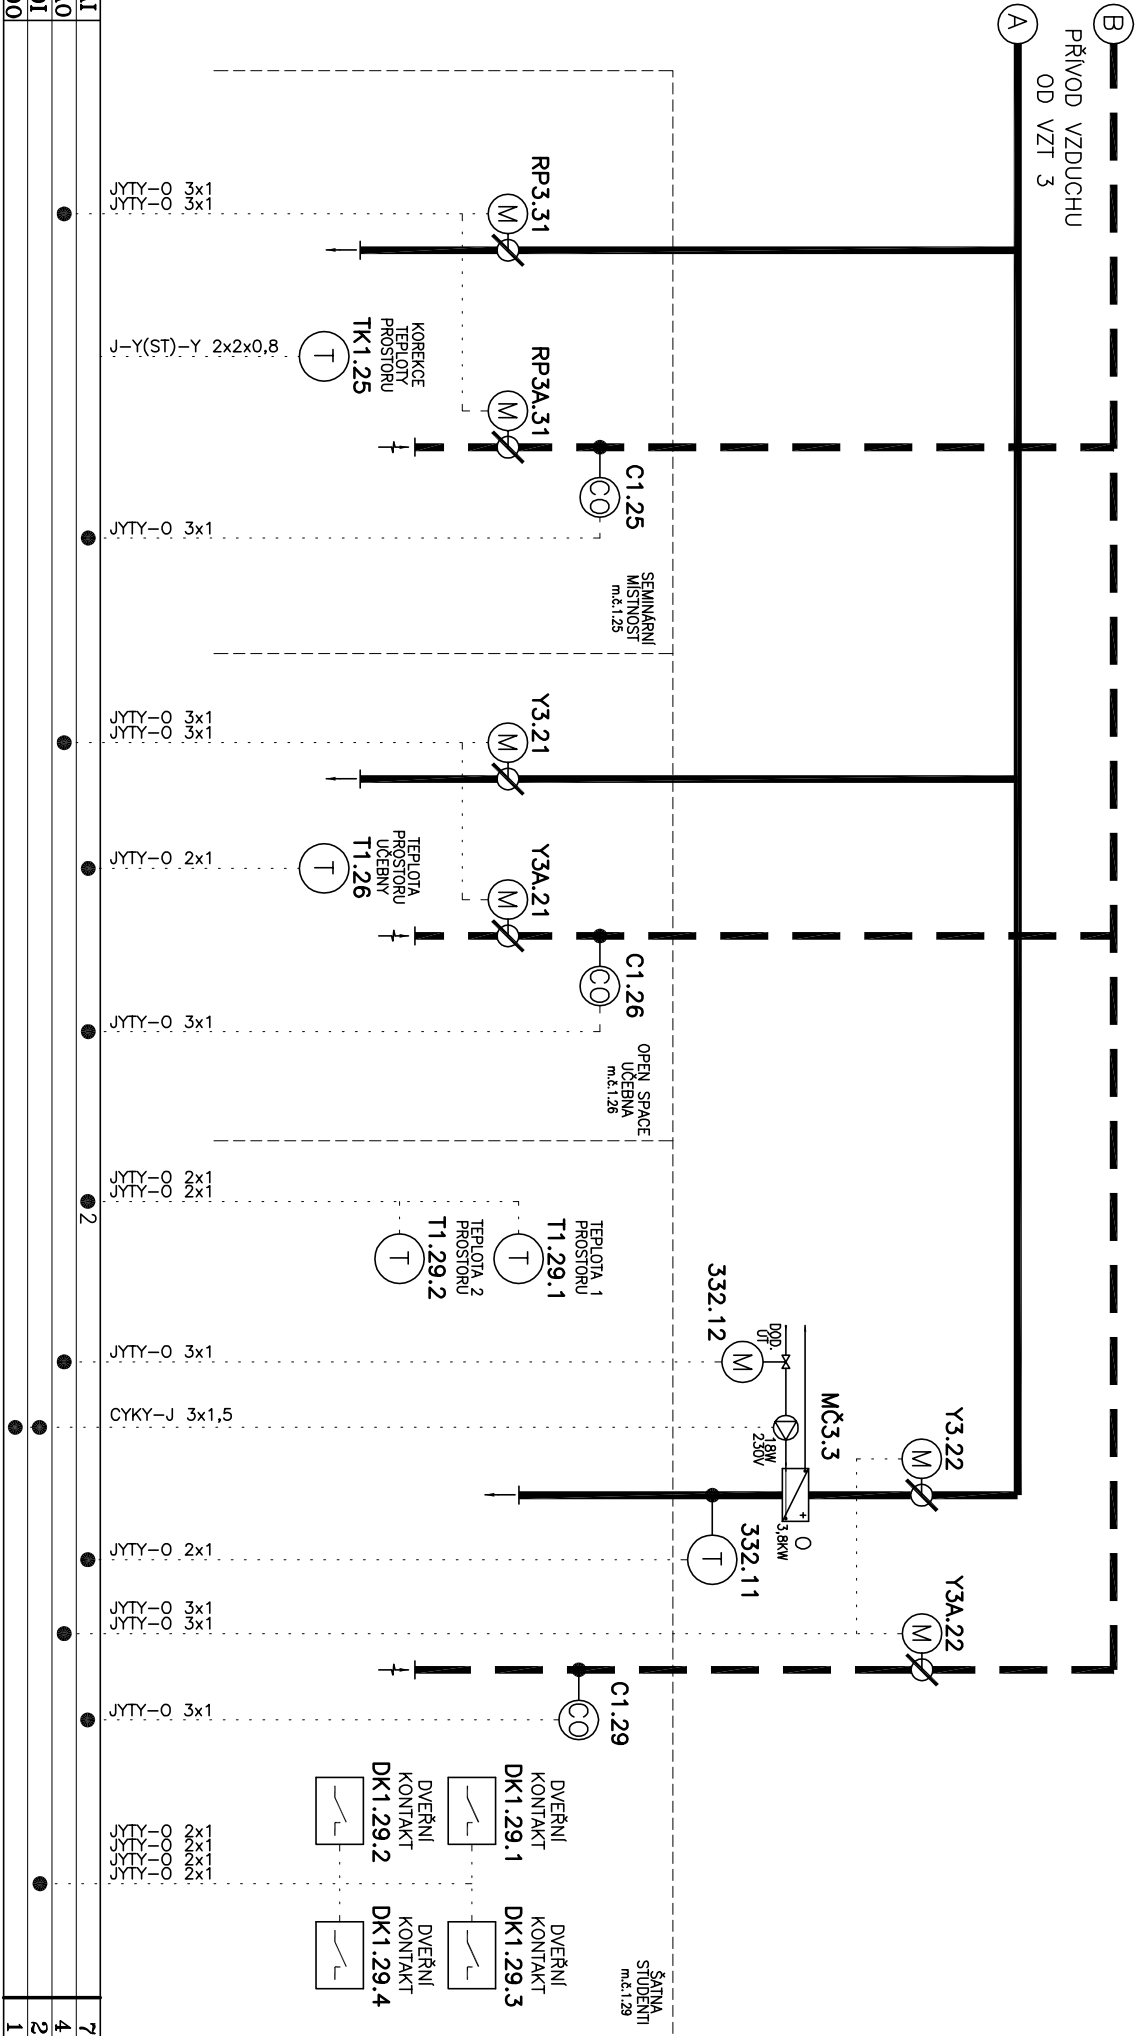 B
A
PŘÍVOD VZDUCHU
OD VZT 3
RP3.31
M
RP3A.31
M
C1.25
CO
KOREKCE
TEPLOTY
PROSTORU
TK1.25
T
SEMINÁRNÍ
MÍSTNOST
m.č.1.25
JYTY-O 3x1
JYTY-O 3x1
J-Y(ST)-Y 2x2x0,8
JYTY-O 3x1
Y3.21
M
Y3A.21
M
C1.26
CO
TEPLOTA
PROSTORU
UČEBNY
T1.26
T
OPEN SPACE
UČEBNA
m.č.1.26
JYTY-O 3x1
JYTY-O 3x1
JYTY-O 2x1
JYTY-O 3x1
Y3.22
M
Y3A.22
M
MČ3.3
18W
230V
O
+
3,8KW
332.12
DOD.
ÚT
M
332.11
T
TEPLOTA 1
PROSTORU
T1.29.1
T
TEPLOTA 2
PROSTORU
T1.29.2
T
C1.29
CO
DVEŘNÍ
KONTAKT
DK1.29.1
DVEŘNÍ
KONTAKT
DK1.29.3
DVEŘNÍ
KONTAKT
DK1.29.2
DVEŘNÍ
KONTAKT
DK1.29.4
ŠATNA
STUDENTI
m.č.1.29
JYTY-O 2x1
JYTY-O 2x1
JYTY-O 3x1
CYKY-J 3x1,5
JYTY-O 2x1
JYTY-O 3x1
JYTY-O 3x1
JYTY-O 3x1
JYTY-O 2x1
JYTY-O 2x1
JYTY-O 2x1
JYTY-O 2x1
2
7
4
2
1